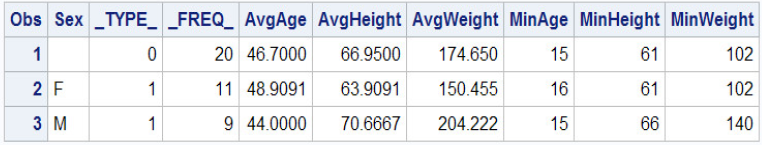 Obs Sex _TYPE_ _FREQ_ AvgAge AvgHeight AvgWeight MinAge MinHeight MinWeight
1 0 20 46.7000 66.9500 174.650 15 61 102
2 F 1 11 48.9091 63.9091 150.455 16 61 102
3 M 1 9 44.0000 70.6667 204.222 15 66 140